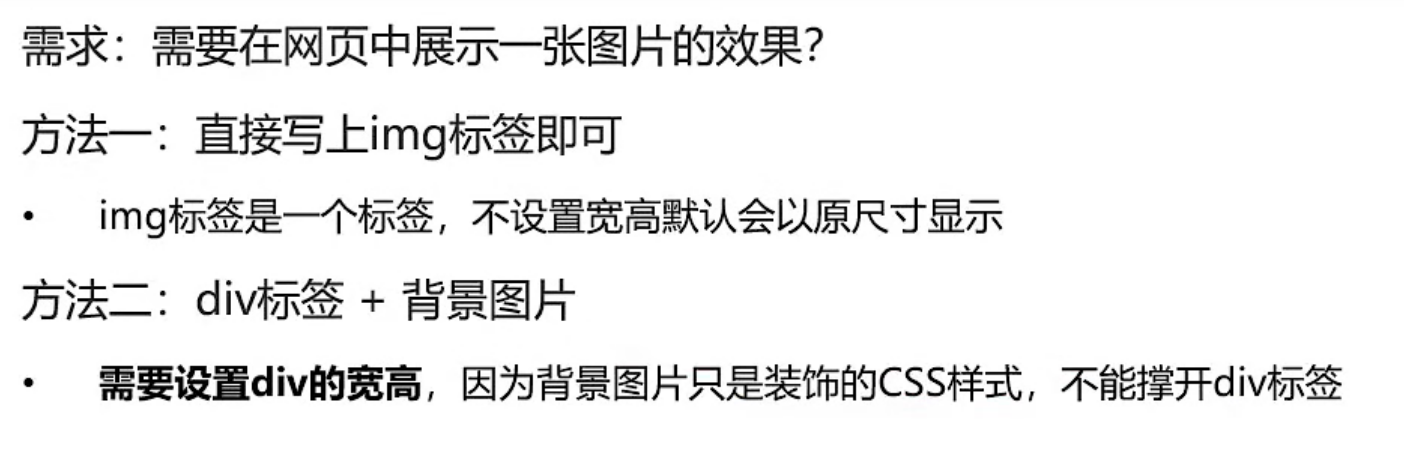 需求：需要在网页中展示一张图片的效果？
方法一：直接写上img标签即可
• img标签是一个标签，不设置宽高默认会以原尺寸显示
方法二：div标签 + 背景图片
• 需要设置div的宽高，因为背景图片只是装饰的CSS样式，不能撑开div标签